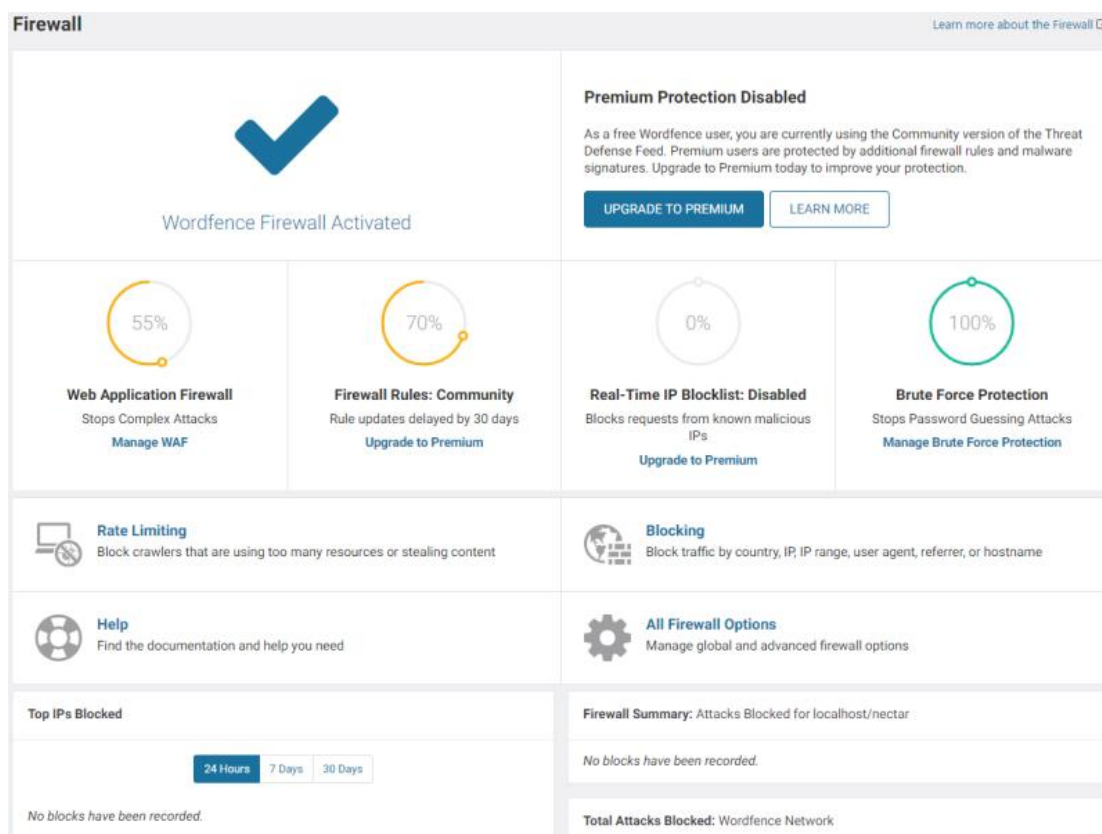 Firewall
Learn more about the Firewall
Wordfence Firewall Activated
Premium Protection Disabled
As a free Wordfence user, you are currently using the Community version of the Threat
Defense Feed. Premium users are protected by additional firewall rules and malware
signatures. Upgrade to Premium today to improve your protection.
UPGRADE TO PREMIUM
LEARN MORE
55%
Web Application Firewall
Stops Complex Attacks
Manage WAF
70%
Firewall Rules: Community
Rule updates delayed by 30 days
Upgrade to Premium
0%
Real-Time IP Blocklist: Disabled
Blocks requests from known malicious
IPs
Upgrade to Premium
100%
Brute Force Protection
Stops Password Guessing Attacks
Manage Brute Force Protection
Rate Limiting
Block crawlers that are using too many resources or stealing content
Blocking
Block traffic by country, IP, IP range, user agent, referrer, or hostname
Help
Find the documentation and help you need
All Firewall Options
Manage global and advanced firewall options
Top IPs Blocked
24 Hours
7 Days
30 Days
No blocks have been recorded.
Firewall Summary: Attacks Blocked for localhost/nectar
No blocks have been recorded.
Total Attacks Blocked: Wordfence Network